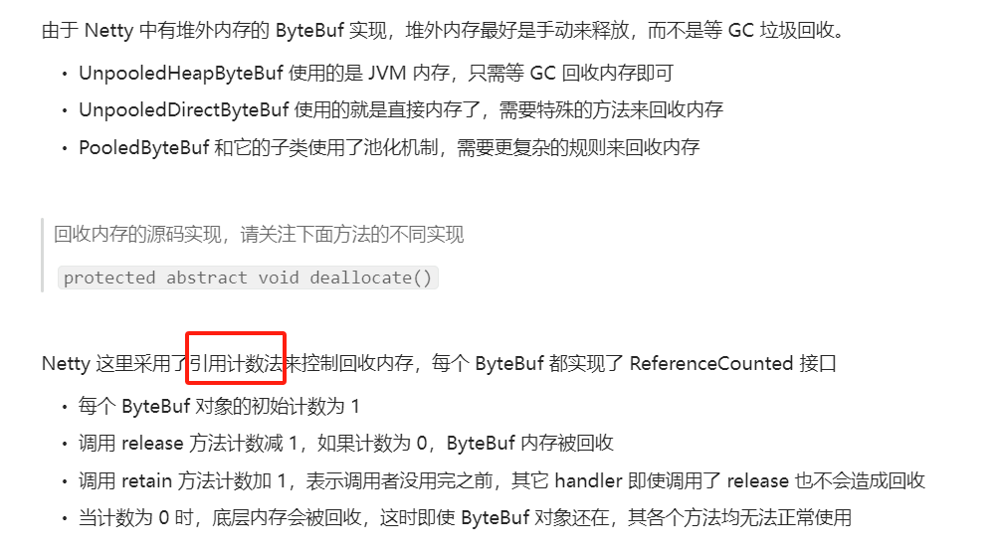 由于 Netty 中有堆外内存的 ByteBuf 实现，堆外内存最好是手动来释放，而不是等 GC 垃圾回收。
• UnpooledHeapByteBuf 使用的是 JVM 内存，只需等 GC 回收内存即可
• UnpooledDirectByteBuf 使用的就是直接内存了，需要特殊的方法来回收内存
• PooledByteBuf 和它的子类使用了池化机制，需要更复杂的规则来回收内存
回收内存的源码实现，请关注下面方法的不同实现
protected abstract void deallocate()
Netty 这里采用了引用计数法来控制回收内存，每个 ByteBuf 都实现了 ReferenceCounted 接口
• 每个 ByteBuf 对象的初始计数为 1
• 调用 release 方法计数减 1，如果计数为 0，ByteBuf 内存被回收
• 调用 retain 方法计数加 1，表示调用者没用完之前，其它 handler 即使调用了 release 也不会造成回收
• 当计数为 0 时，底层内存会被回收，这时即使 ByteBuf 对象还在，其各个方法均无法正常使用